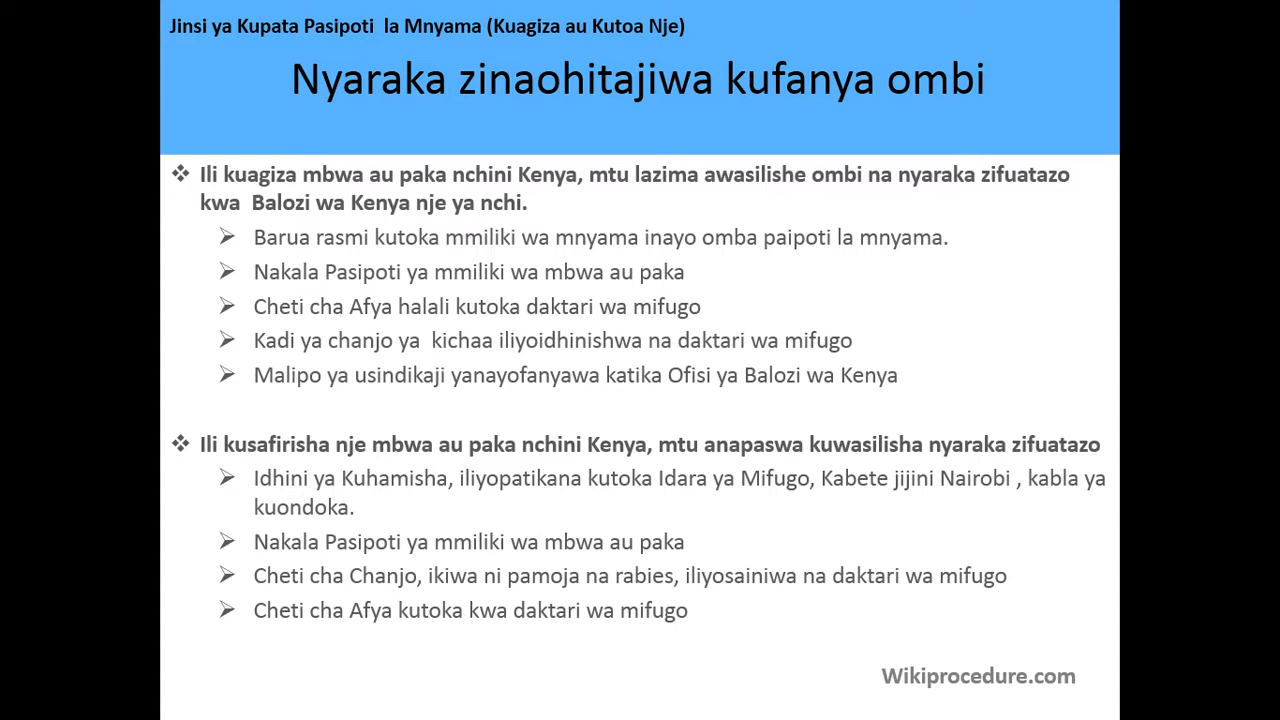 Jinsi ya Kupata Pasipoti la Mnyama (Kuagiza au Kutoa Nje)
Nyaraka zinaohitajiwa kufanya ombi
❖ Ili kuagiza mbwa au paka nchini Kenya, mtu lazima awasilishe ombi na nyaraka zifuatazo
kwa Balozi wa Kenya nje ya nchi.
➢ Barua rasmi kutoka mmiliki wa mnyama inayo omba paipoti la mnyama.
➢ Nakala Pasipoti ya mmiliki wa mbwa au paka
➢ Cheti cha Afya halali kutoka daktari wa mifugo
➢ Kadi ya chanjo ya kichaa iliyoidhinishwa na daktari wa mifugo
➢ Malipo ya usindikaji yanayofanyawa katika Ofisi ya Balozi wa Kenya
❖ Ili kusafirisha nje mbwa au paka nchini Kenya, mtu anapaswa kuwasilisha nyaraka zifuatazo
➢ Idhini ya Kuhamisha, iliyopatikana kutoka Idara ya Mifugo, Kabete jijini Nairobi , kabla ya
kuondoka.
➢ Nakala Pasipoti ya mmiliki wa mbwa au paka
➢ Cheti cha Chanjo, ikiwa ni pamoja na rabies, iliyosainiwa na daktari wa mifugo
➢ Cheti cha Afya kutoka kwa daktari wa mifugo
Wikiprocedure.com